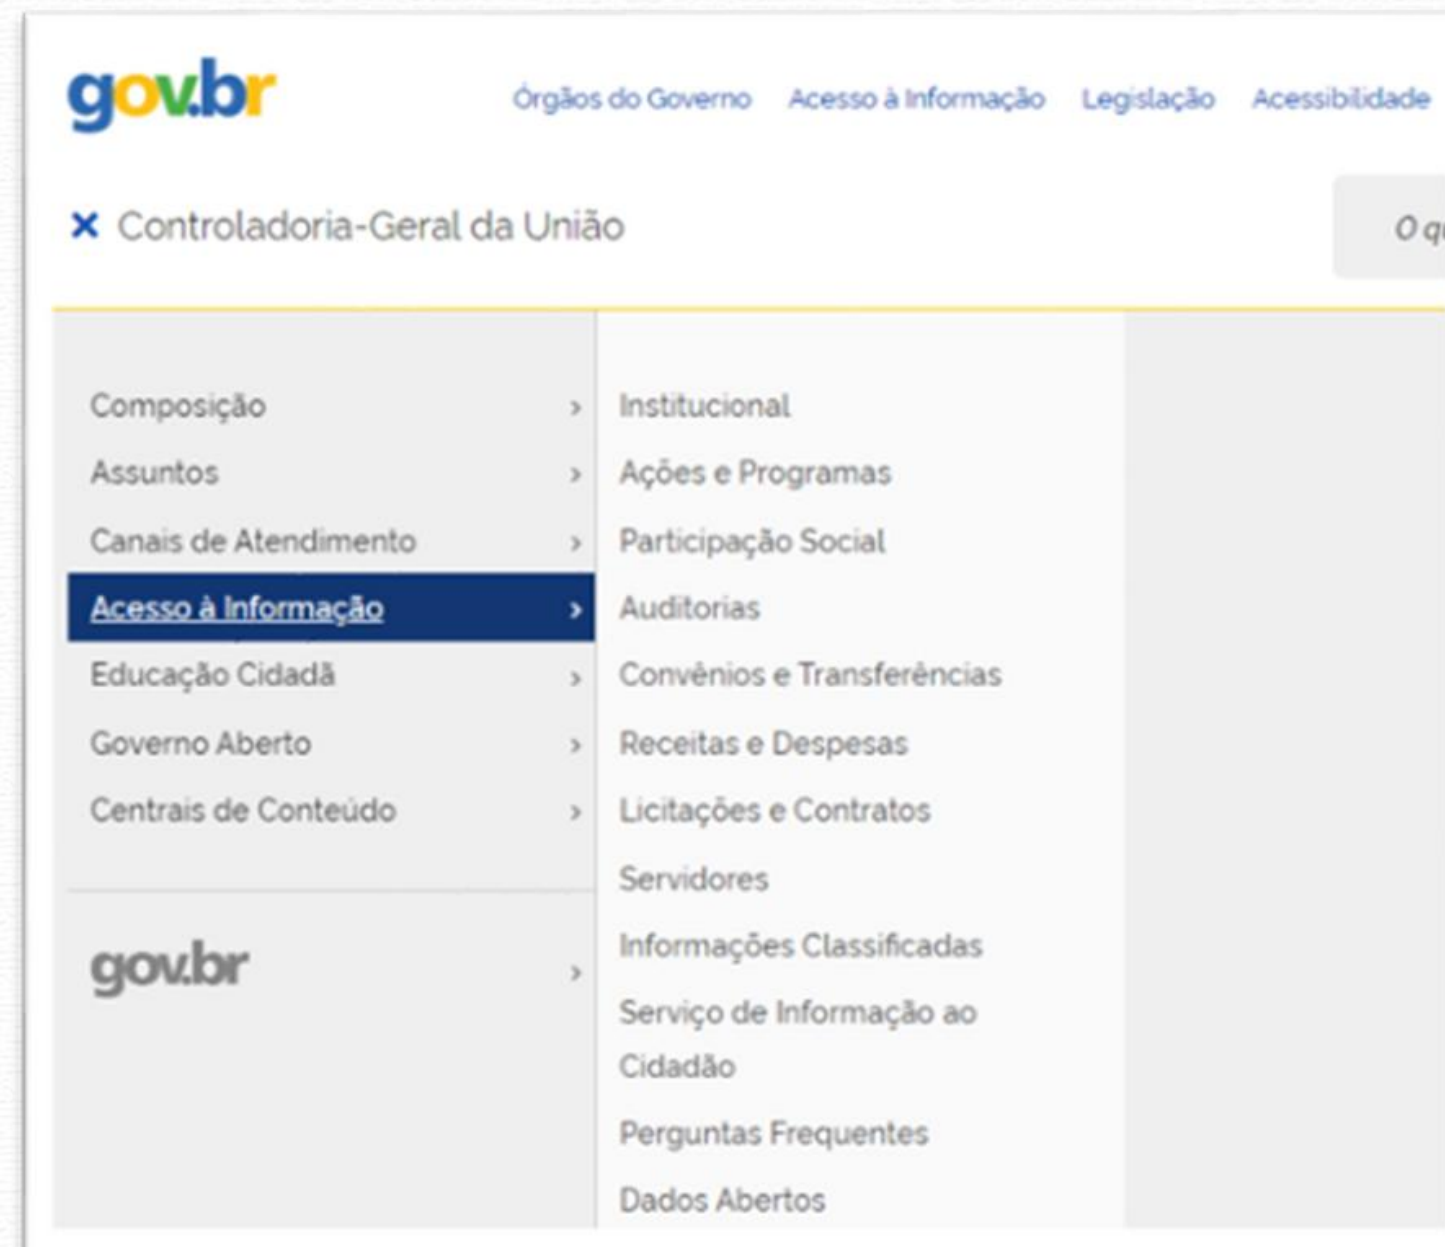 gov.br
Órgãos do Governo Acesso à Informação Legislação Acessibilidade
Controladoria-Geral da União
O
Composição
Assuntos
Canais de Atendimento
Acesso à Informação
Educação Cidadã
Governo Aberto
Centrais de Conteúdo
gov.br
Institucional
Ações e Programas
Participação Social
Auditorias
Convênios e Transferências
Receitas e Despesas
Licitações e Contratos
Servidores
Informações Classificadas
Serviço de Informação ao
Cidadão
Perguntas Frequentes
Dados Abertos